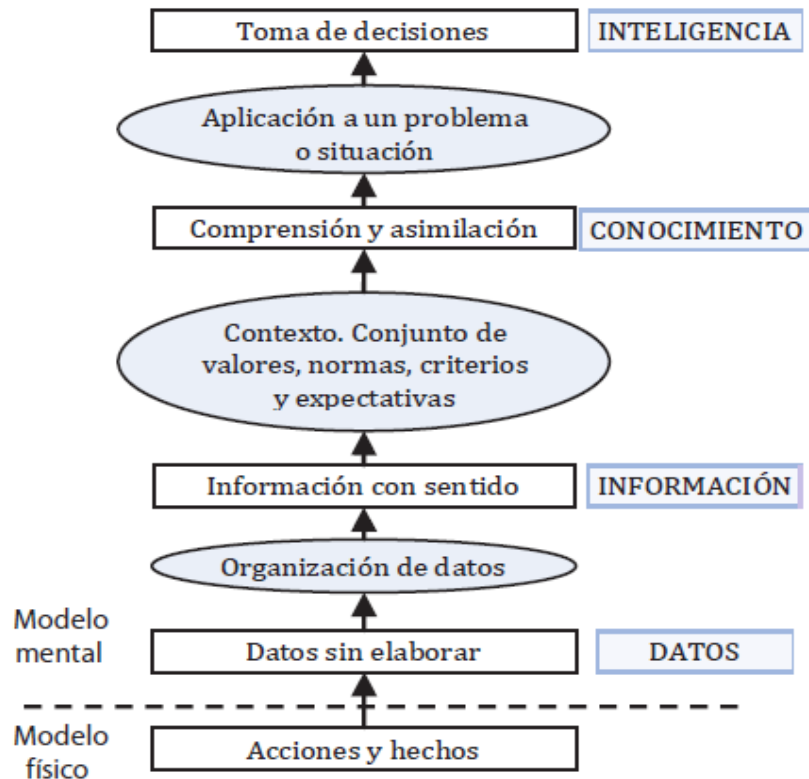 Toma de decisiones
INTELIGENCIA
Aplicación a un problema
o situación
Comprensión y asimilación
CONOCIMIENTO
Contexto. Conjunto de
valores, normas, criterios
y expectativas
Información con sentido
INFORMACIÓN
Organización de datos
Modelo
mental
Datos sin elaborar
DATOS
Modelo
físico
Acciones y hechos